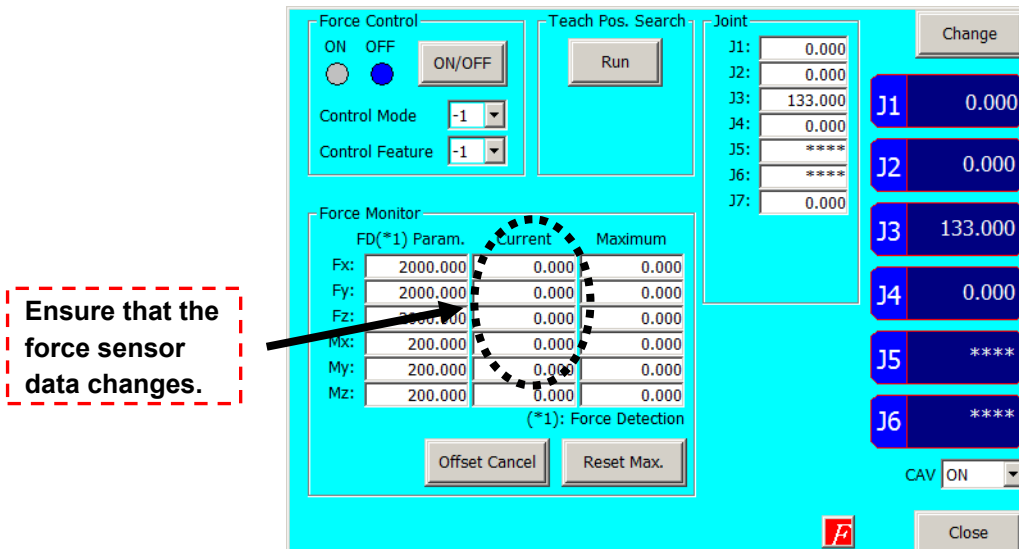 Force Control
ON OFF
ON/OFF
Control Mode -1
Control Feature -1
Teach Pos. Search
Run
Joint
J1: 0.000
J2: 0.000
J3: 133.000
J4: 0.000
J5: ****
J6: ****
J7: 0.000
Change
J1 0.000
J2 0.000
J3 133.000
J4 0.000
J5 ****
J6 ****
CAV ON
Force Monitor
FD(*1) Param. Current Maximum
Fx: 2000.000 0.000 0.000
Fy: 2000.000 0.000 0.000
Fz: 2000.000 0.000 0.000
Mx: 200.000 0.000 0.000
My: 200.000 0.000 0.000
Mz: 200.000 0.000 0.000
(*1): Force Detection
Offset Cancel Reset Max.
Ensure that the
force sensor
data changes.
F
Close